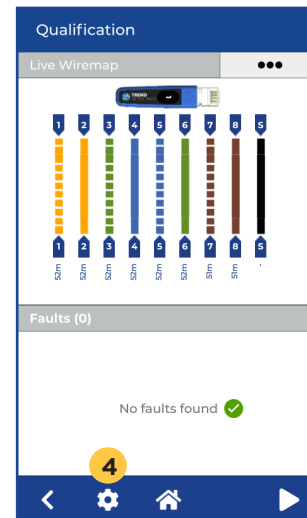 Qualification
Live Wiremap
TREND
1 2 3 4 5 6 7 8 S
1 2 3 4 5 6 7 8 S
52m 52m 52m 52m 52m 52m 51m 51m -
Faults (0)
No faults found
4